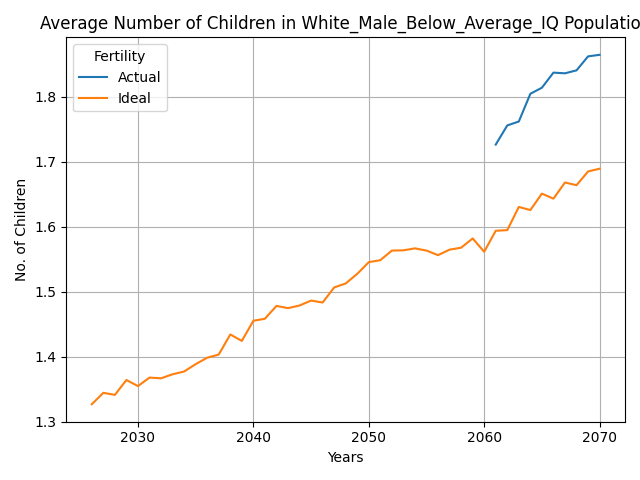 Average Number of Children in White_Male_Below_Average_IQ Populatio
Fertility
Actual
Ideal
1.8
1.7
1.6
1.5
1.4
1.3
No. of Children
2030 2040 2050 2060 2070
Years